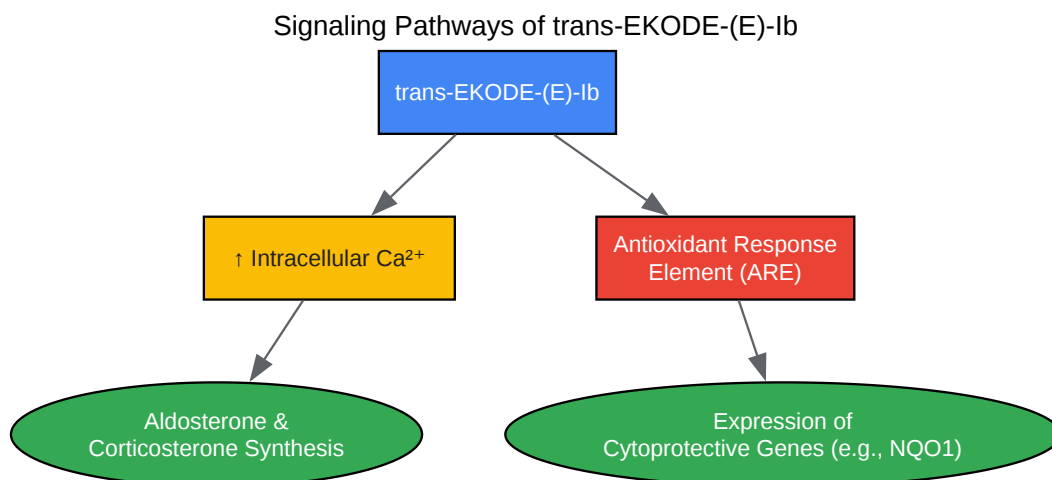 Signaling Pathways of trans-EKODE-(E)-Ib
trans-EKODE-(E)-Ib
↑ Intracellular Ca²⁺
Antioxidant Response
Element (ARE)
Aldosterone &
Corticosterone Synthesis
Expression of
Cytoprotective Genes (e.g., NQO1)